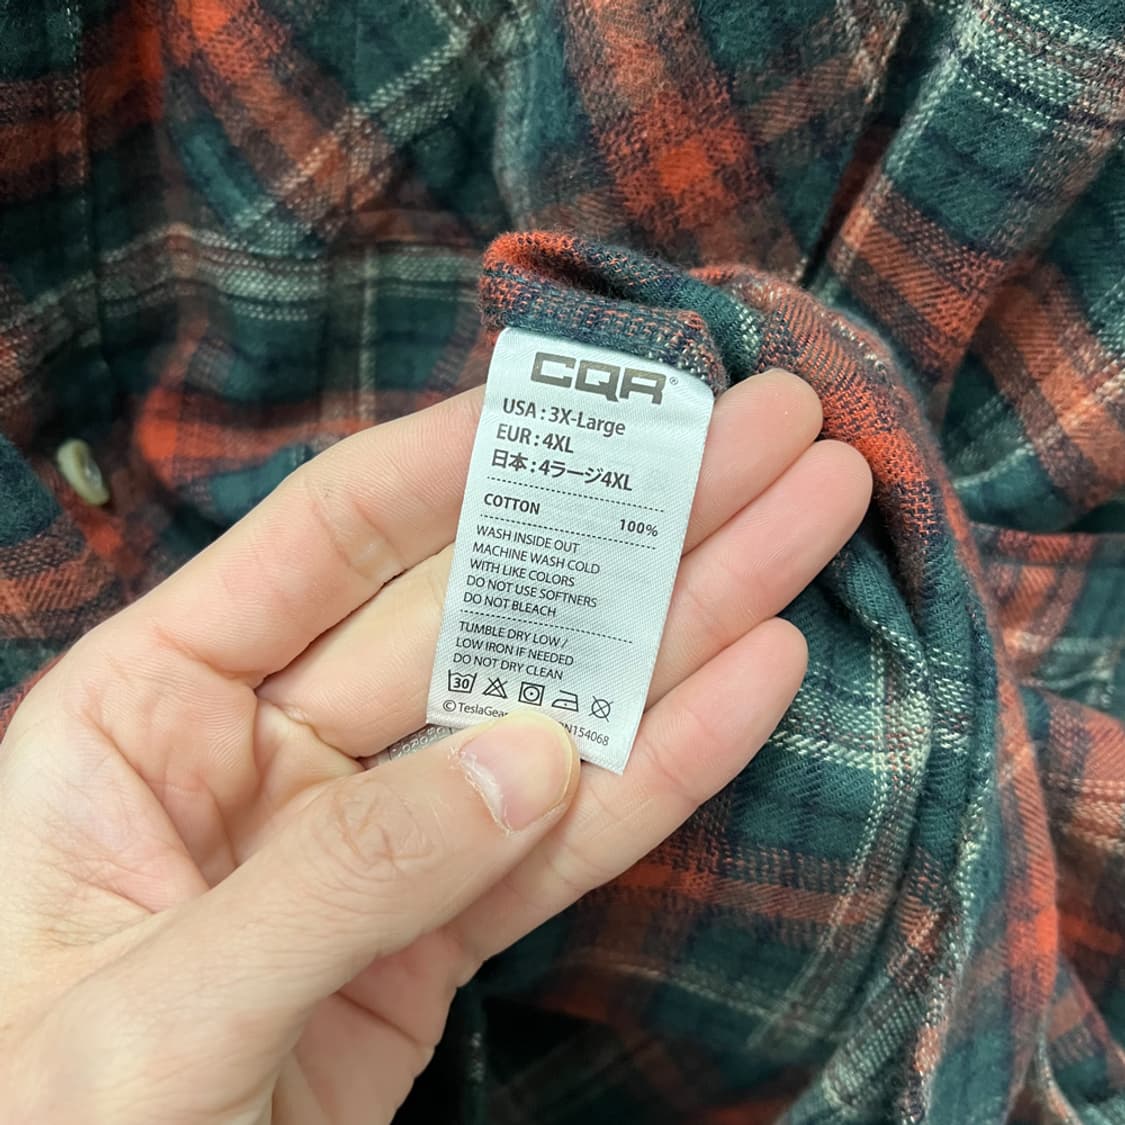 CQR®
USA : 3X-Large
EUR : 4XL
日本 : 4ラージ4XL
COTTON 100%
WASH INSIDE OUT
MACHINE WASH COLD
WITH LIKE COLORS
DO NOT USE SOFTNERS
DO NOT BLEACH
TUMBLE DRY LOW /
LOW IRON IF NEEDED
DO NOT DRY CLEAN
30
© TeslaGear